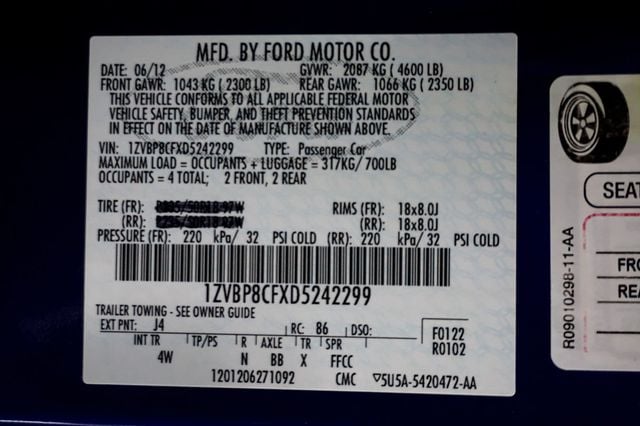 MFD. BY FORD MOTOR CO.
DATE: 06/12 GVWR: 2087 KG ( 4600 LB)
FRONT GAWR: 1043 KG ( 2300 LB) REAR GAWR: 1066 KG ( 2350 LB)
THIS VEHICLE CONFORMS TO ALL APPLICABLE FEDERAL MOTOR
VEHICLE SAFETY, BUMPER, AND THEFT PREVENTION STANDARDS
IN EFFECT ON THE DATE OF MANUFACTURE SHOWN ABOVE.
VIN: 1ZVBP8CFXD5242299 TYPE: Passenger Car
MAXIMUM LOAD = OCCUPANTS + LUGGAGE = 317KG/ 700LB
OCCUPANTS = 4 TOTAL; 2 FRONT, 2 REAR
TIRE (FR): RIMS (FR): 18x8.0J
(RR): (RR): 18x8.0J
PRESSURE (FR): 220 kPa/ 32 PSI COLD (RR): 220 kPa/ 32 PSI COLD
1ZVBP8CFXD5242299
TRAILER TOWING - SEE OWNER GUIDE
EXT PNT: J4 RC: 86 DSO: F0122
R0102
INT TR TP/PS R AXLE TR SPR
4W N BB X FFCC
1201206271092 CMC ▽5U5A-5420472-AA
R09010298-11-AA
SEAT
FRO
REA